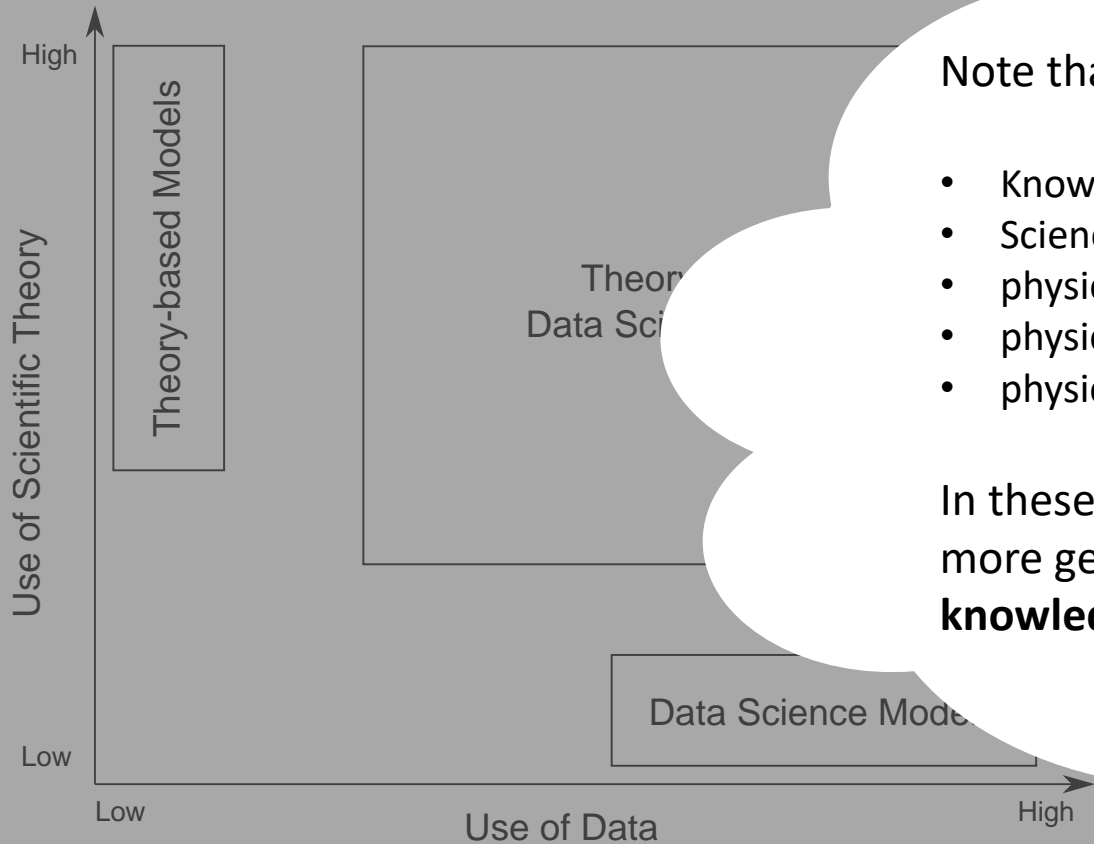 High
Theory-based Models
Use of Scientific Theory
Theor
Data Sci
Data Science Mode
Low
Low
High
Use of Data
Note tha
• Know
• Scienc
• physic
• physic
• physic
In these
more ge
knowled